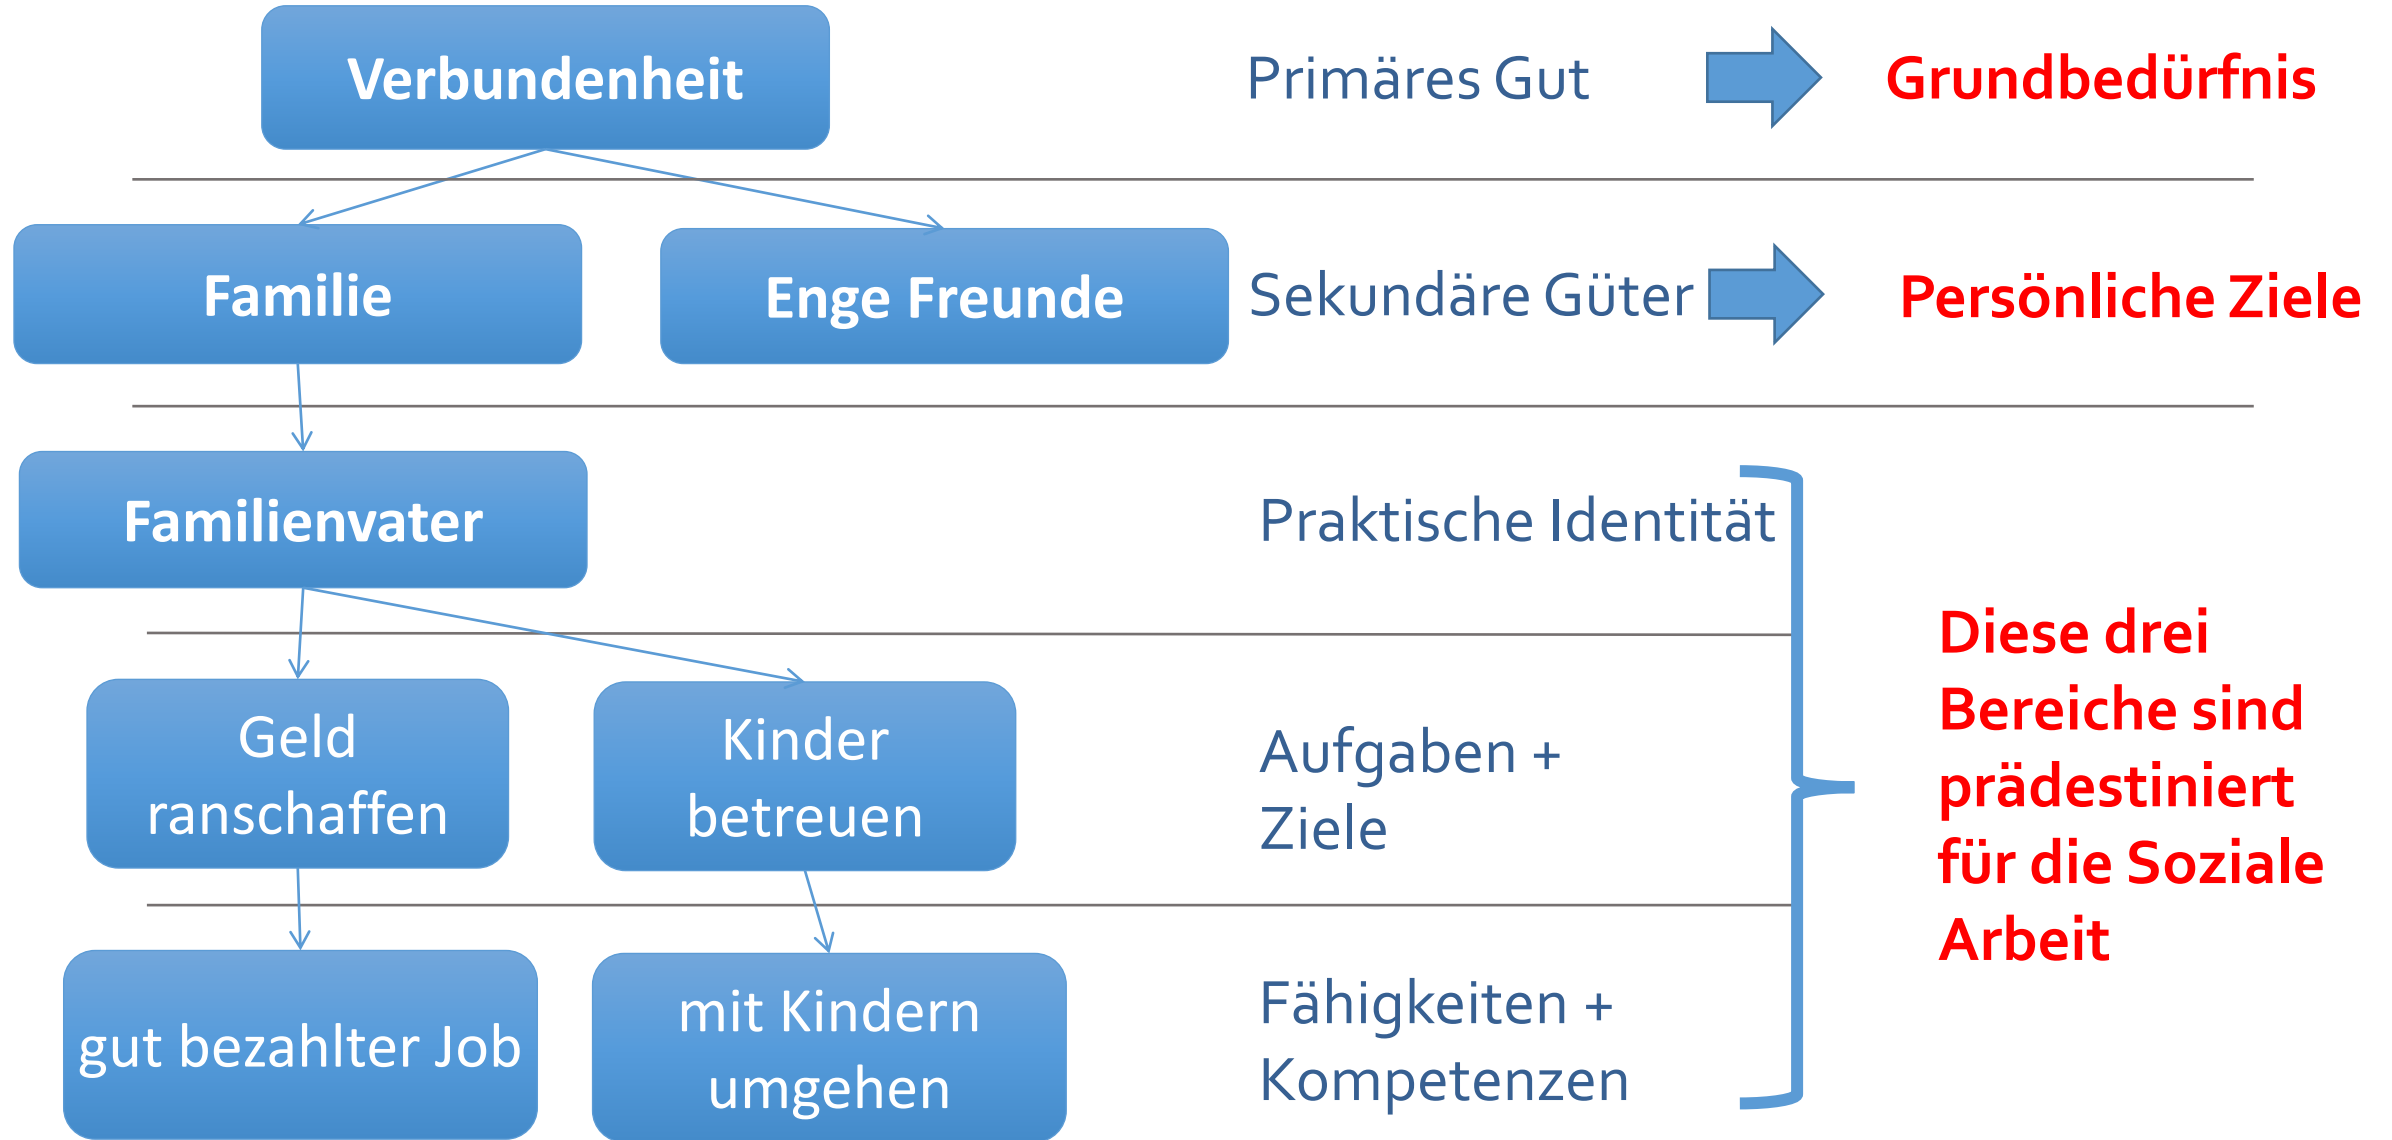 Verbundenheit
Primäres Gut
Grundbedürfnis
Familie
Enge Freunde
Sekundäre Güter
Persönliche Ziele
Familienvater
Praktische Identität
Geld
ranschaffen
Kinder
betreuen
Aufgaben +
Ziele
Diese drei
Bereiche sind
prädestiniert
für die Soziale
Arbeit
gut bezahlter Job
mit Kindern
umgehen
Fähigkeiten +
Kompetenzen